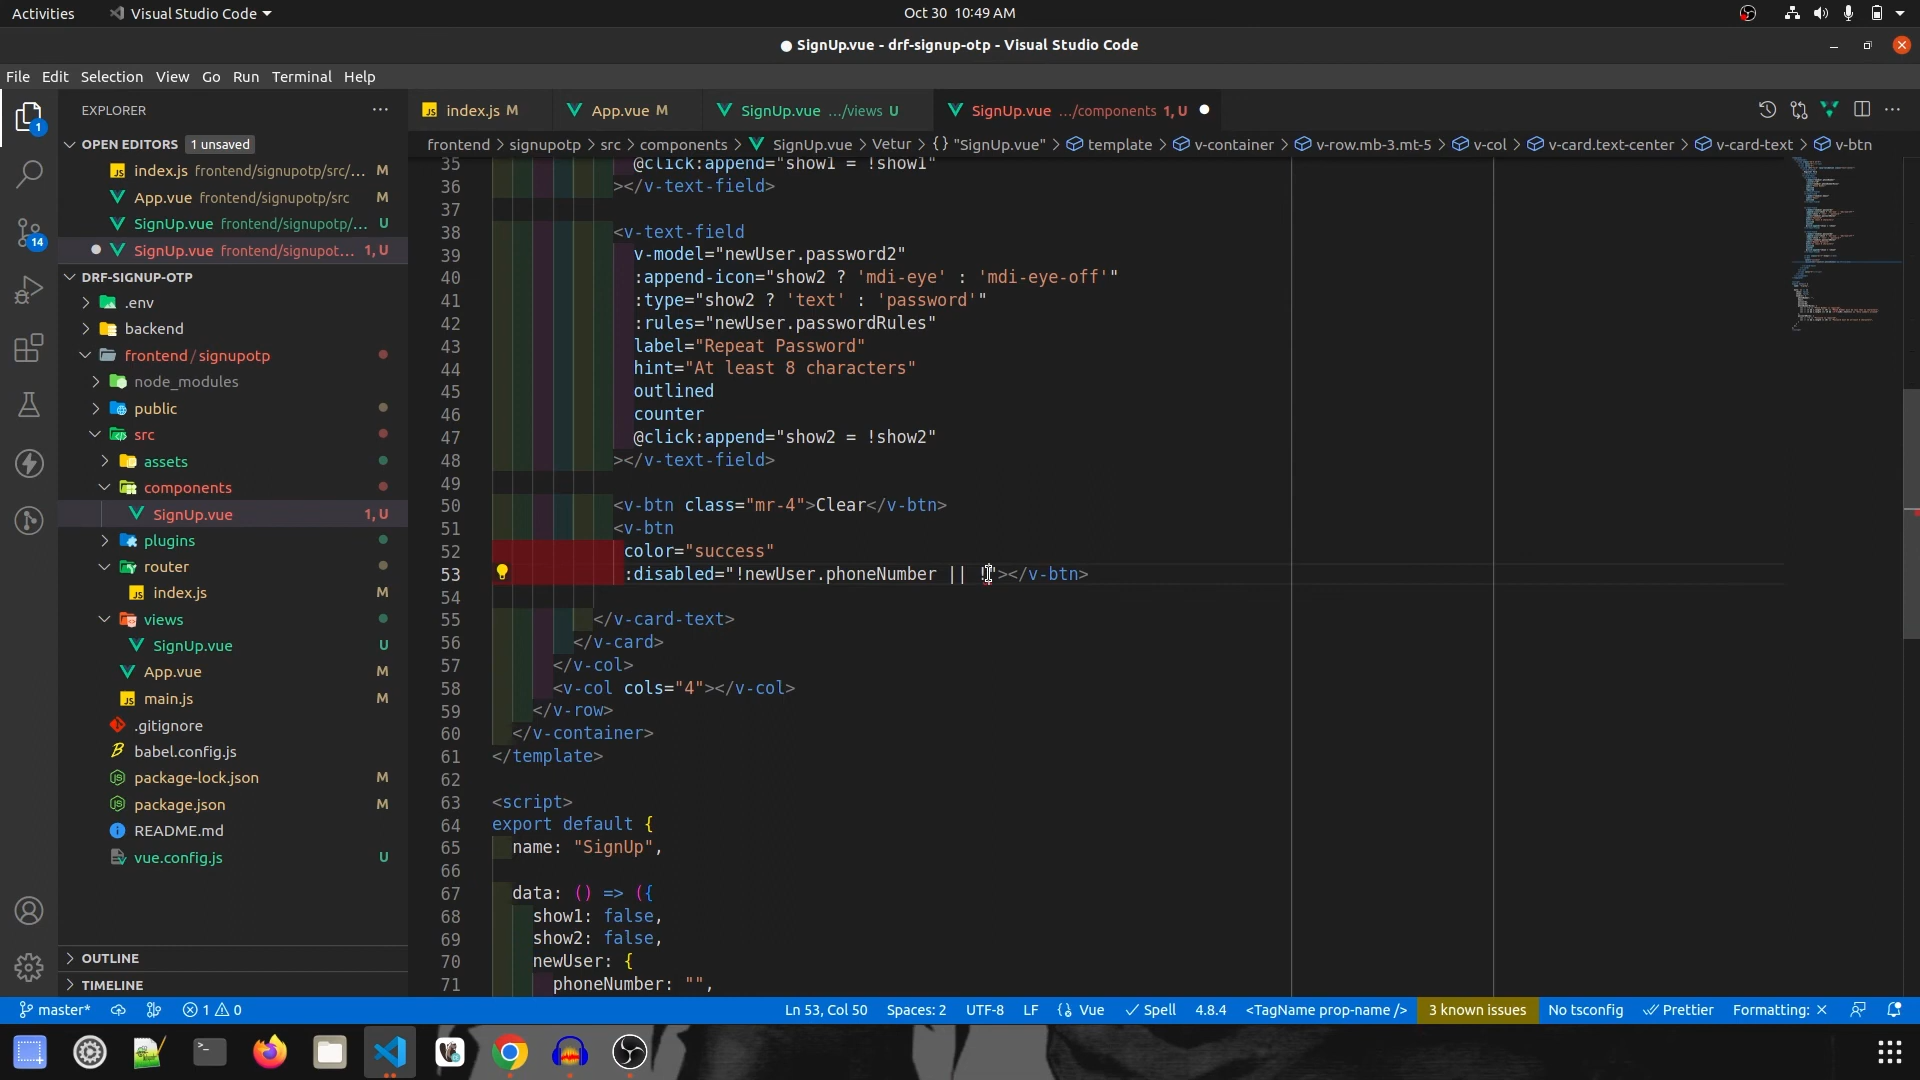 Activities
Visual Studio Code
Oct 30 10:49 AM
● SignUp.vue - drf-signup-otp - Visual Studio Code
File Edit Selection View Go Run Terminal Help
EXPLORER
index.js M
App.vue M
SignUp.vue .../views U
SignUp.vue .../components 1, U
OPEN EDITORS 1 unsaved
frontend > signupotp > src > components > SignUp.vue > Vetur > {} "SignUp.vue" > template > v-container > v-row.mb-3.mt-5 > v-col > v-card.text-center > v-card-text > v-btn
index.js frontend/signupotp/src/... M
App.vue frontend/signupotp/src M
SignUp.vue frontend/signupotp/... U
SignUp.vue frontend/signupot... 1, U
DRF-SIGNUP-OTP
.env
backend
frontend / signupotp
node_modules
public
src
assets
components
SignUp.vue 1, U
plugins
router
index.js M
views
SignUp.vue U
App.vue M
main.js M
.gitignore
babel.config.js
package-lock.json M
package.json M
README.md
vue.config.js U
OUTLINE
TIMELINE
1
14
35 @click:append="show1 = !show1"
36 ></v-text-field>
37
38 <v-text-field
39 v-model="newUser.password2"
40 :append-icon="show2 ? 'mdi-eye' : 'mdi-eye-off'"
41 :type="show2 ? 'text' : 'password'"
42 :rules="newUser.passwordRules"
43 label="Repeat Password"
44 hint="At least 8 characters"
45 outlined
46 counter
47 @click:append="show2 = !show2"
48 ></v-text-field>
49
50 <v-btn class="mr-4">Clear</v-btn>
51 <v-btn
52 color="success"
53 :disabled="!newUser.phoneNumber || !"></v-btn>
54
55 </v-card-text>
56 </v-card>
57 </v-col>
58 <v-col cols="4"></v-col>
59 </v-row>
60 </v-container>
61 </template>
62
63 <script>
64 export default {
65 name: "SignUp",
66
67 data: () => ({
68 show1: false,
69 show2: false,
70 newUser: {
71 phoneNumber: "",
master* 1 0 Ln 53, Col 50 Spaces: 2 UTF-8 LF {} Vue Spell 4.8.4 <TagName prop-name /> 3 known issues No tsconfig Prettier Formatting: ×